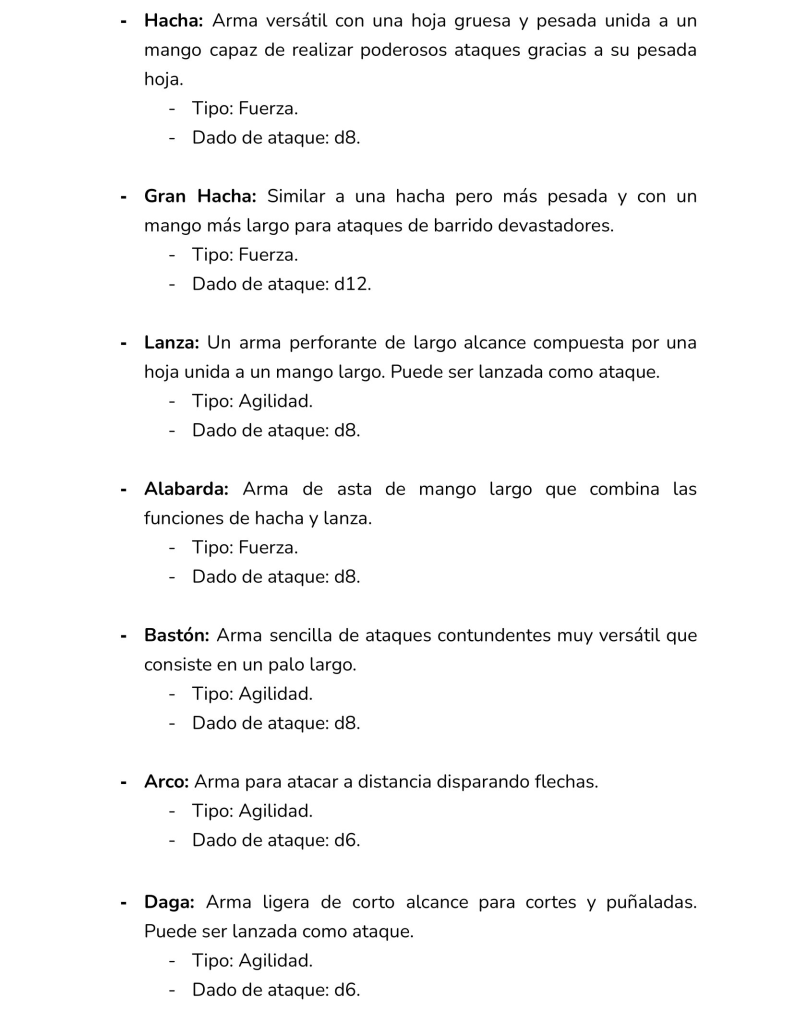 - Hacha: Arma versátil con una hoja gruesa y pesada unida a un
mango capaz de realizar poderosos ataques gracias a su pesada
hoja.
- Tipo: Fuerza.
- Dado de ataque: d8.
- Gran Hacha: Similar a una hacha pero más pesada y con un
mango más largo para ataques de barrido devastadores.
- Tipo: Fuerza.
- Dado de ataque: d12.
- Lanza: Un arma perforante de largo alcance compuesta por una
hoja unida a un mango largo. Puede ser lanzada como ataque.
- Tipo: Agilidad.
- Dado de ataque: d8.
- Alabarda: Arma de asta de mango largo que combina las
funciones de hacha y lanza.
- Tipo: Fuerza.
- Dado de ataque: d8.
- Bastón: Arma sencilla de ataques contundentes muy versátil que
consiste en un palo largo.
- Tipo: Agilidad.
- Dado de ataque: d8.
- Arco: Arma para atacar a distancia disparando flechas.
- Tipo: Agilidad.
- Dado de ataque: d6.
- Daga: Arma ligera de corto alcance para cortes y puñaladas.
Puede ser lanzada como ataque.
- Tipo: Agilidad.
- Dado de ataque: d6.